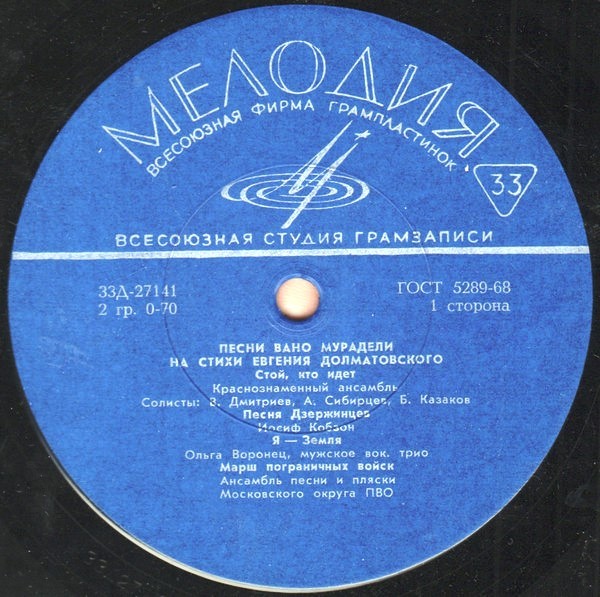 МЕЛОДИЯ
ВСЕСОЮЗНАЯ ФИРМА ГРАМПЛАСТИНОК
33
ВСЕСОЮЗНАЯ СТУДИЯ ГРАМЗАПИСИ
33Д-27141
ГОСТ 5289-68
2 гр. 0-70
1 сторона
ПЕСНИ ВАНО МУРАДЕЛИ
НА СТИХИ ЕВГЕНИЯ ДОЛМАТОВСКОГО
Стой, кто идет
Краснознаменный ансамбль
Солисты: В. Дмитриев, А. Сибирцев, Б. Казаков
Песня Дзержинцев
Иосиф Кобзон
Я — Земля
Ольга Воронец, мужское вок. трио
Марш пограничных войск
Ансамбль песни и пляски
Московского округа ПВО